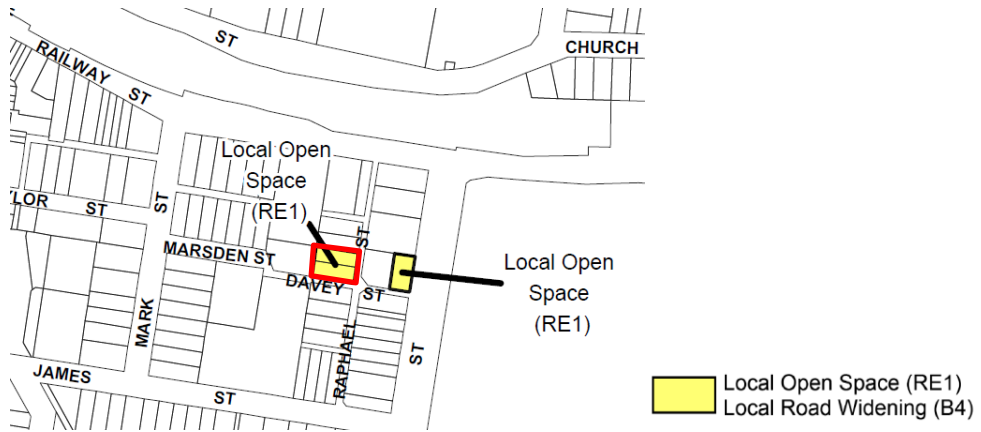 ST
CHURCH
RAILWAY
ST
Local Open
Space
(RE1)
YLOR ST
ST
ST
MARSDEN ST
Local Open
Space
(RE1)
DAVEY ST
MARK
RAPHAEL
ST
JAMES
ST
Local Open Space (RE1)
Local Road Widening (B4)